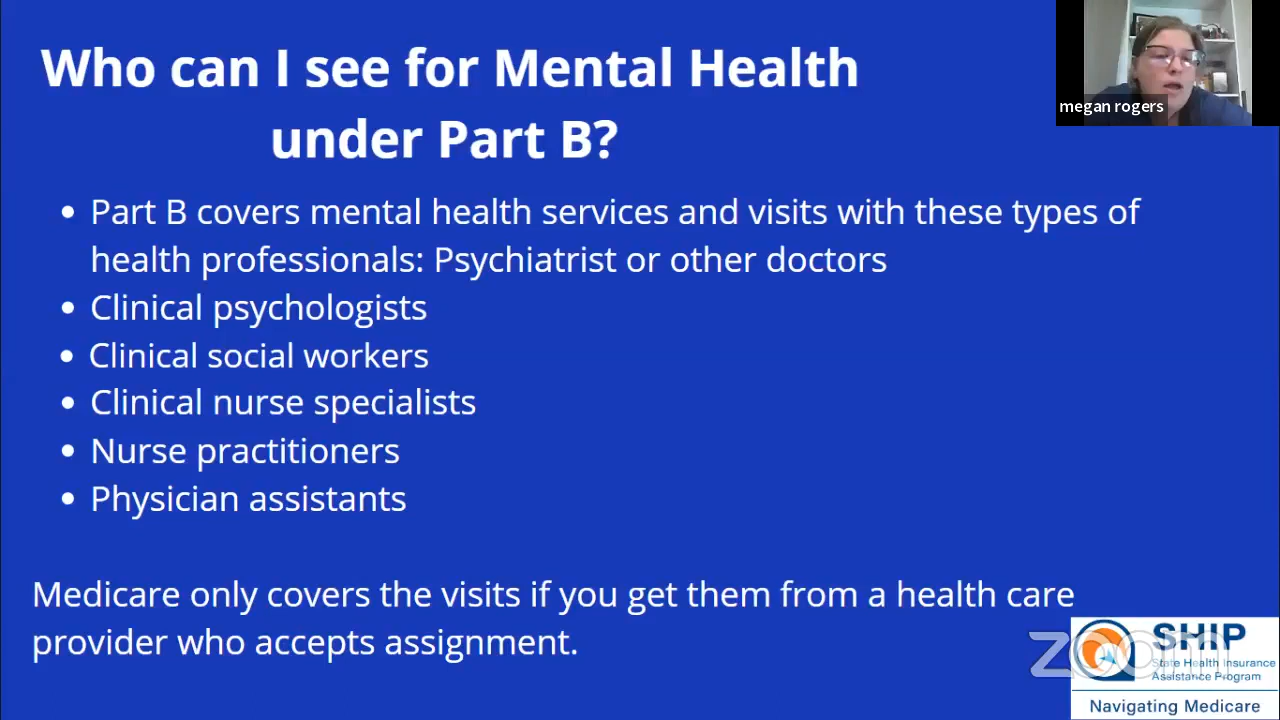 Who can I see for Mental Health
under Part B?
megan rogers
• Part B covers mental health services and visits with these types of
health professionals: Psychiatrist or other doctors
• Clinical psychologists
• Clinical social workers
• Clinical nurse specialists
• Nurse practitioners
• Physician assistants
Medicare only covers the visits if you get them from a health care
provider who accepts assignment.
zoom
SHIP
State Health Insurance
Assistance Program
Navigating Medicare